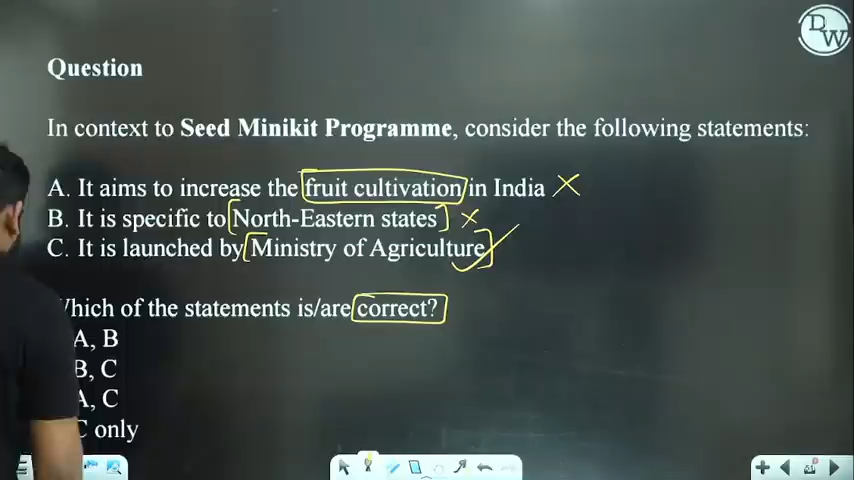 DW
Question
In context to Seed Minikit Programme, consider the following statements:
A. It aims to increase the fruit cultivation in India
B. It is specific to North-Eastern states
C. It is launched by Ministry of Agriculture
of the statements is/are correct?
A, B
B, C
A, C
C only